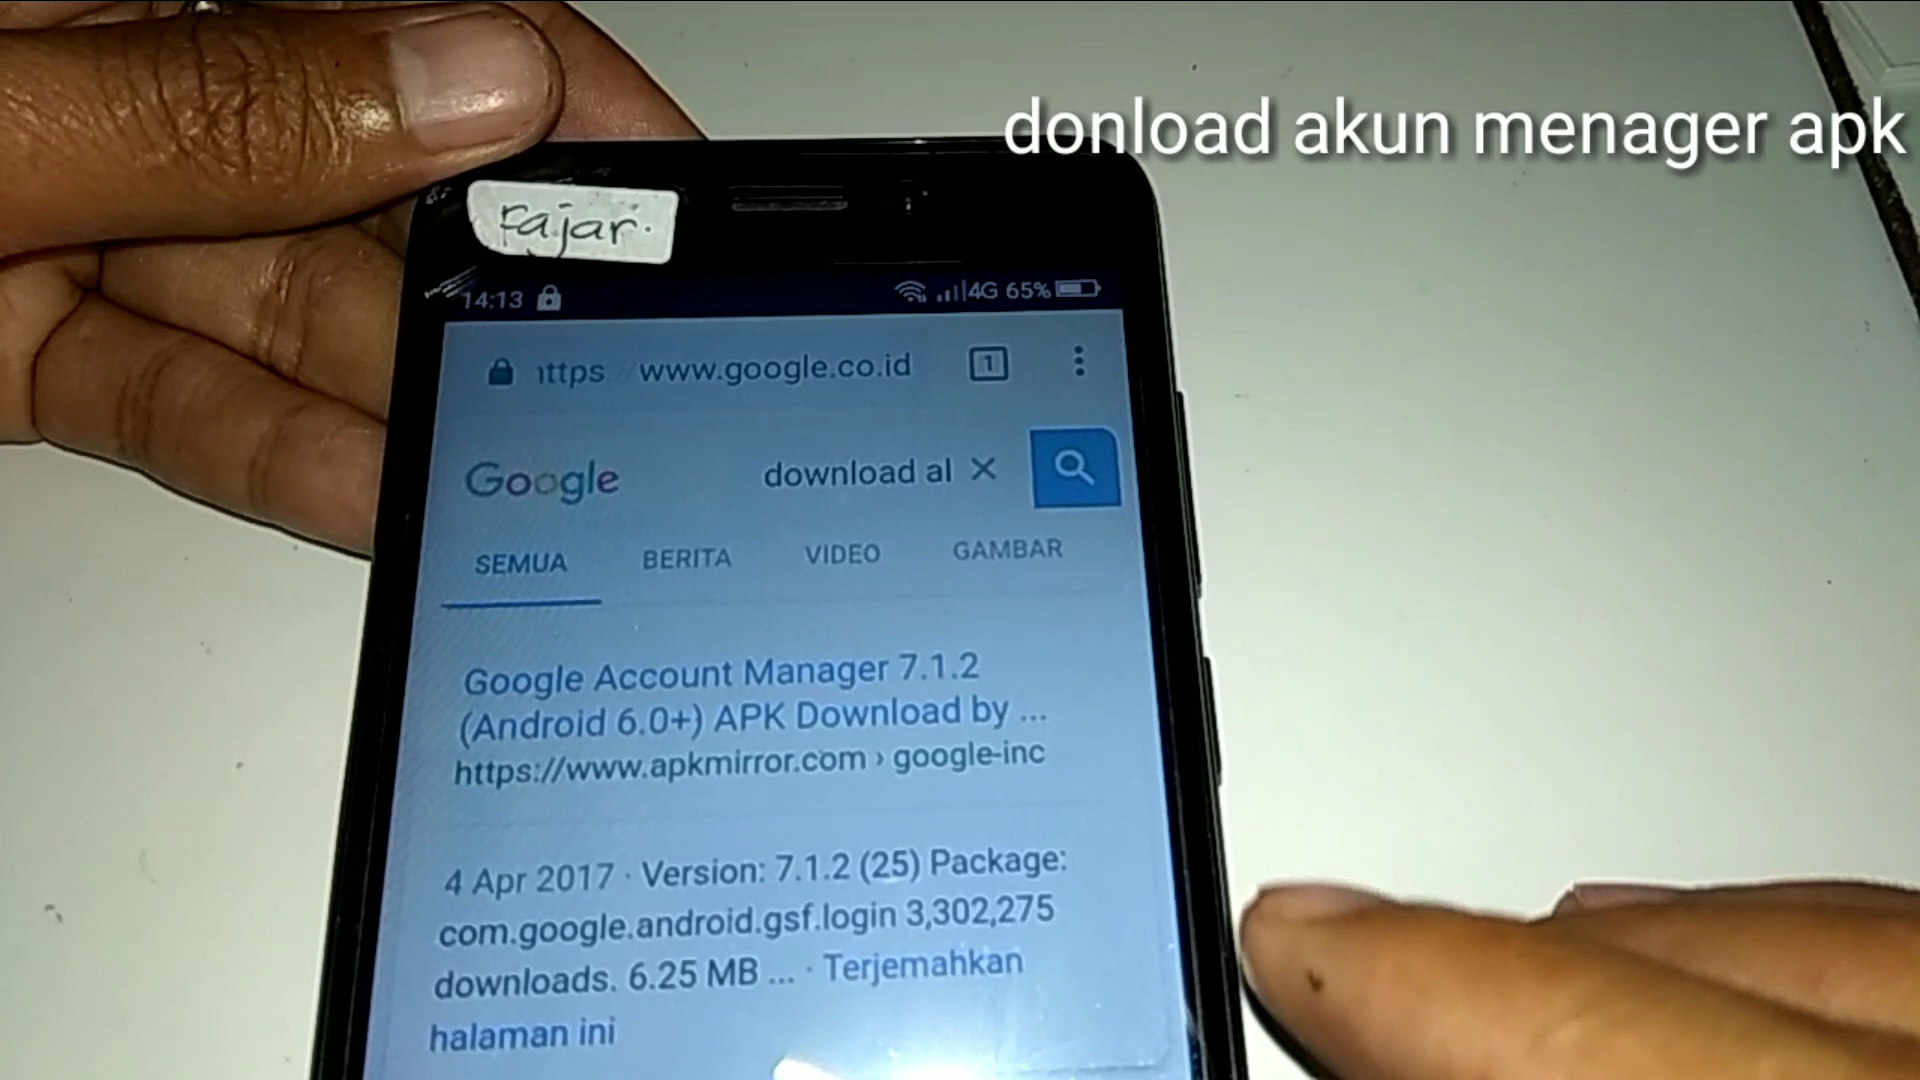 donload akun menager apk
Fajar.
14:13 4G 65%
ttps://www.google.co.id 1
Google download al
SEMUA BERITA VIDEO GAMBAR
Google Account Manager 7.1.2
(Android 6.0+) APK Download by ...
https://www.apkmirror.com › google-inc
4 Apr 2017 · Version: 7.1.2 (25) Package:
com.google.android.gsf.login 3,302,275
downloads. 6.25 MB ... · Terjemahkan
halaman ini